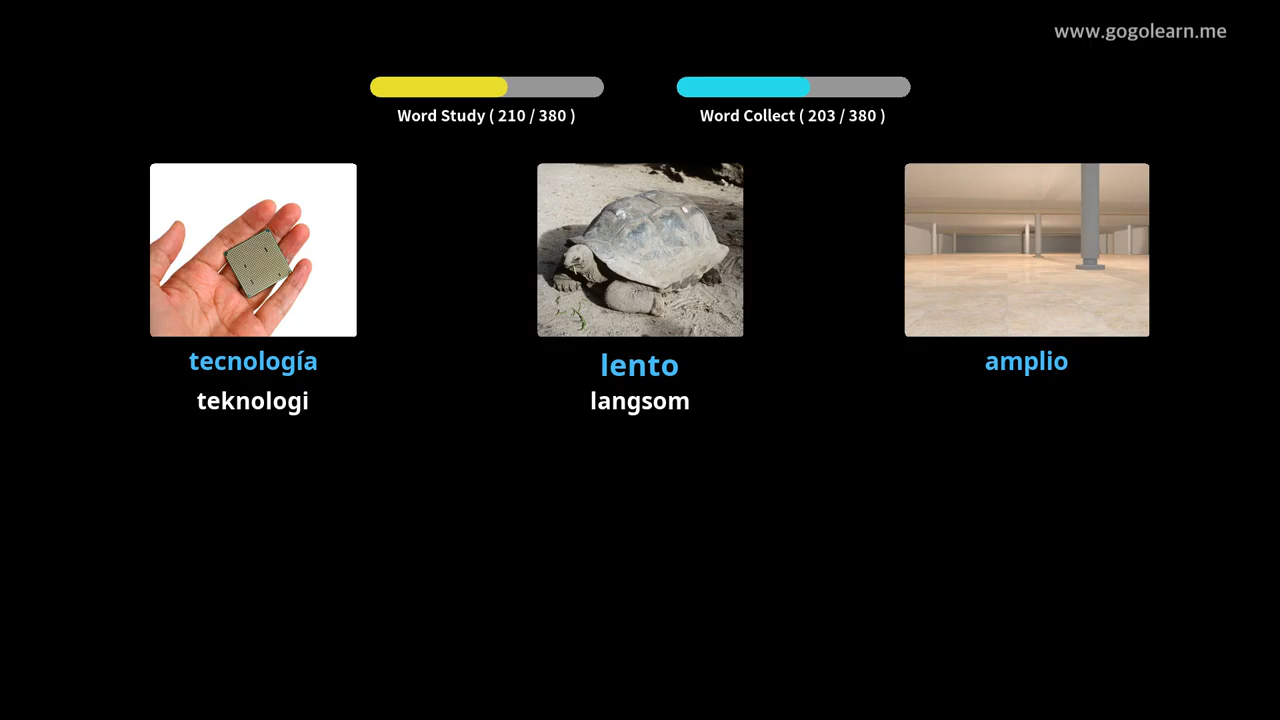 www.gogolearn.me
Word Study ( 210 / 380 )
Word Collect ( 203 / 380 )
tecnología
lento
amplio
teknologi
langsom